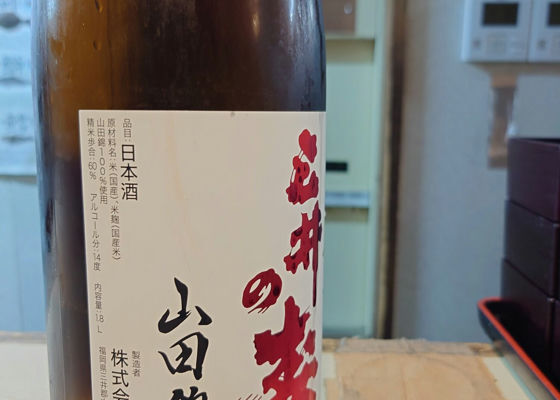 三井の寿
山田錦
品目:日本酒
原材料名:米(国産)、米麹(国産米)
山田錦100%使用
精米歩合:60% アルコール分:14度 内容量:1.8L
製造者
株式会
福岡県三井郡